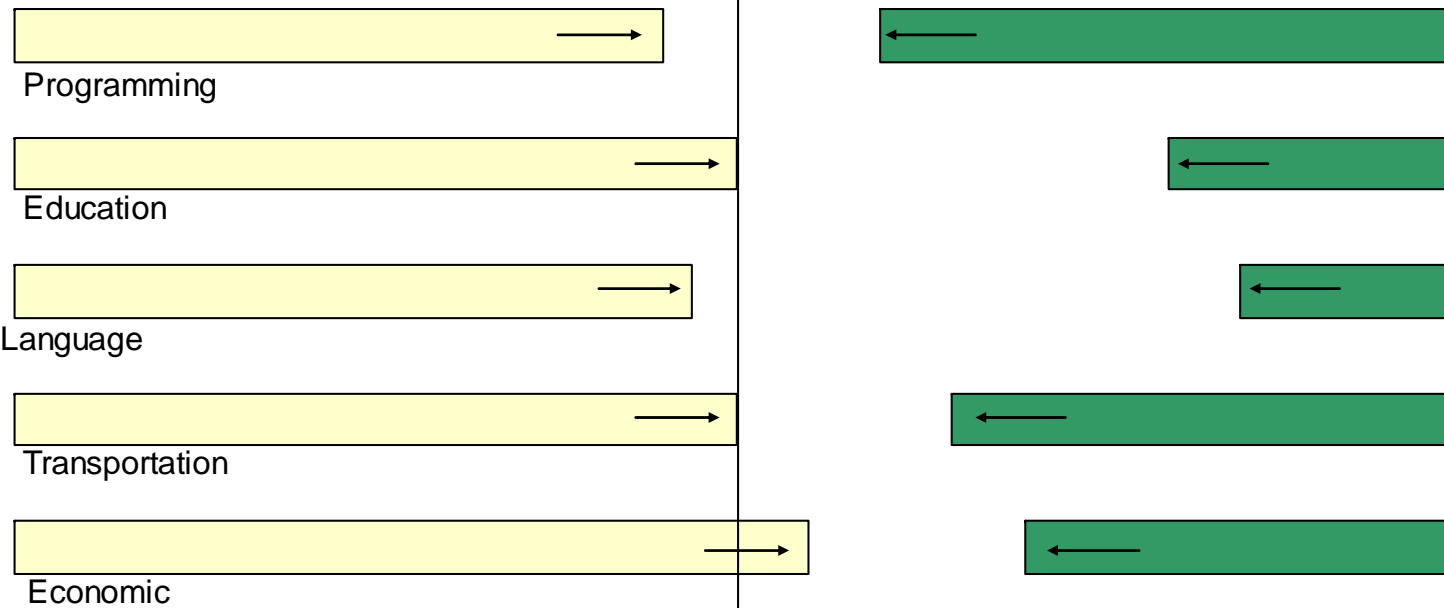 Programming
Education
Language
Transportation
Economic